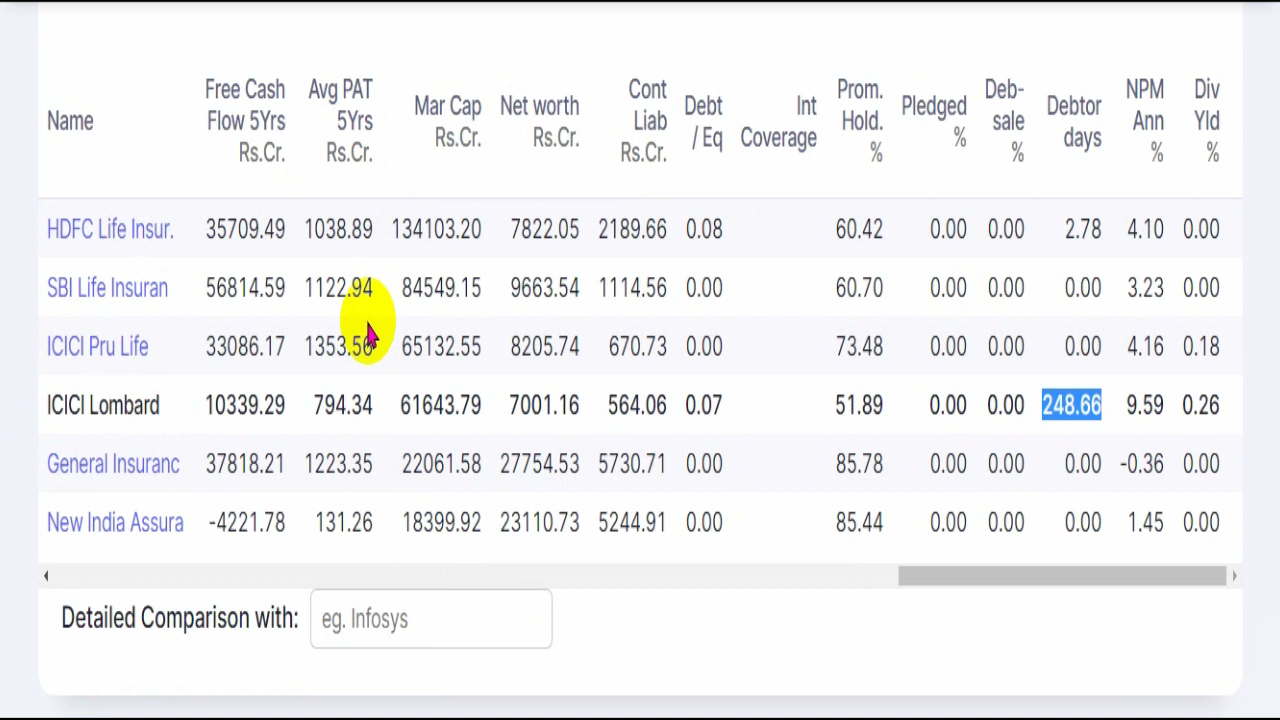 Name Free Cash Flow 5Yrs Rs.Cr. Avg PAT 5Yrs Rs.Cr. Mar Cap Rs.Cr. Net worth Rs.Cr. Cont Liab Rs.Cr. Debt / Eq Int Coverage Prom. Hold. % Pledged % Deb-sale % Debtor days NPM Ann % Div Yld %
HDFC Life Insur. 35709.49 1038.89 134103.20 7822.05 2189.66 0.08 60.42 0.00 0.00 2.78 4.10 0.00
SBI Life Insuran 56814.59 1122.94 84549.15 9663.54 1114.56 0.00 60.70 0.00 0.00 0.00 3.23 0.00
ICICI Pru Life 33086.17 1353.56 65132.55 8205.74 670.73 0.00 73.48 0.00 0.00 0.00 4.16 0.18
ICICI Lombard 10339.29 794.34 61643.79 7001.16 564.06 0.07 51.89 0.00 0.00 248.66 9.59 0.26
General Insuranc 37818.21 1223.35 22061.58 27754.53 5730.71 0.00 85.78 0.00 0.00 0.00 -0.36 0.00
New India Assura -4221.78 131.26 18399.92 23110.73 5244.91 0.00 85.44 0.00 0.00 0.00 1.45 0.00
Detailed Comparison with: eg. Infosys